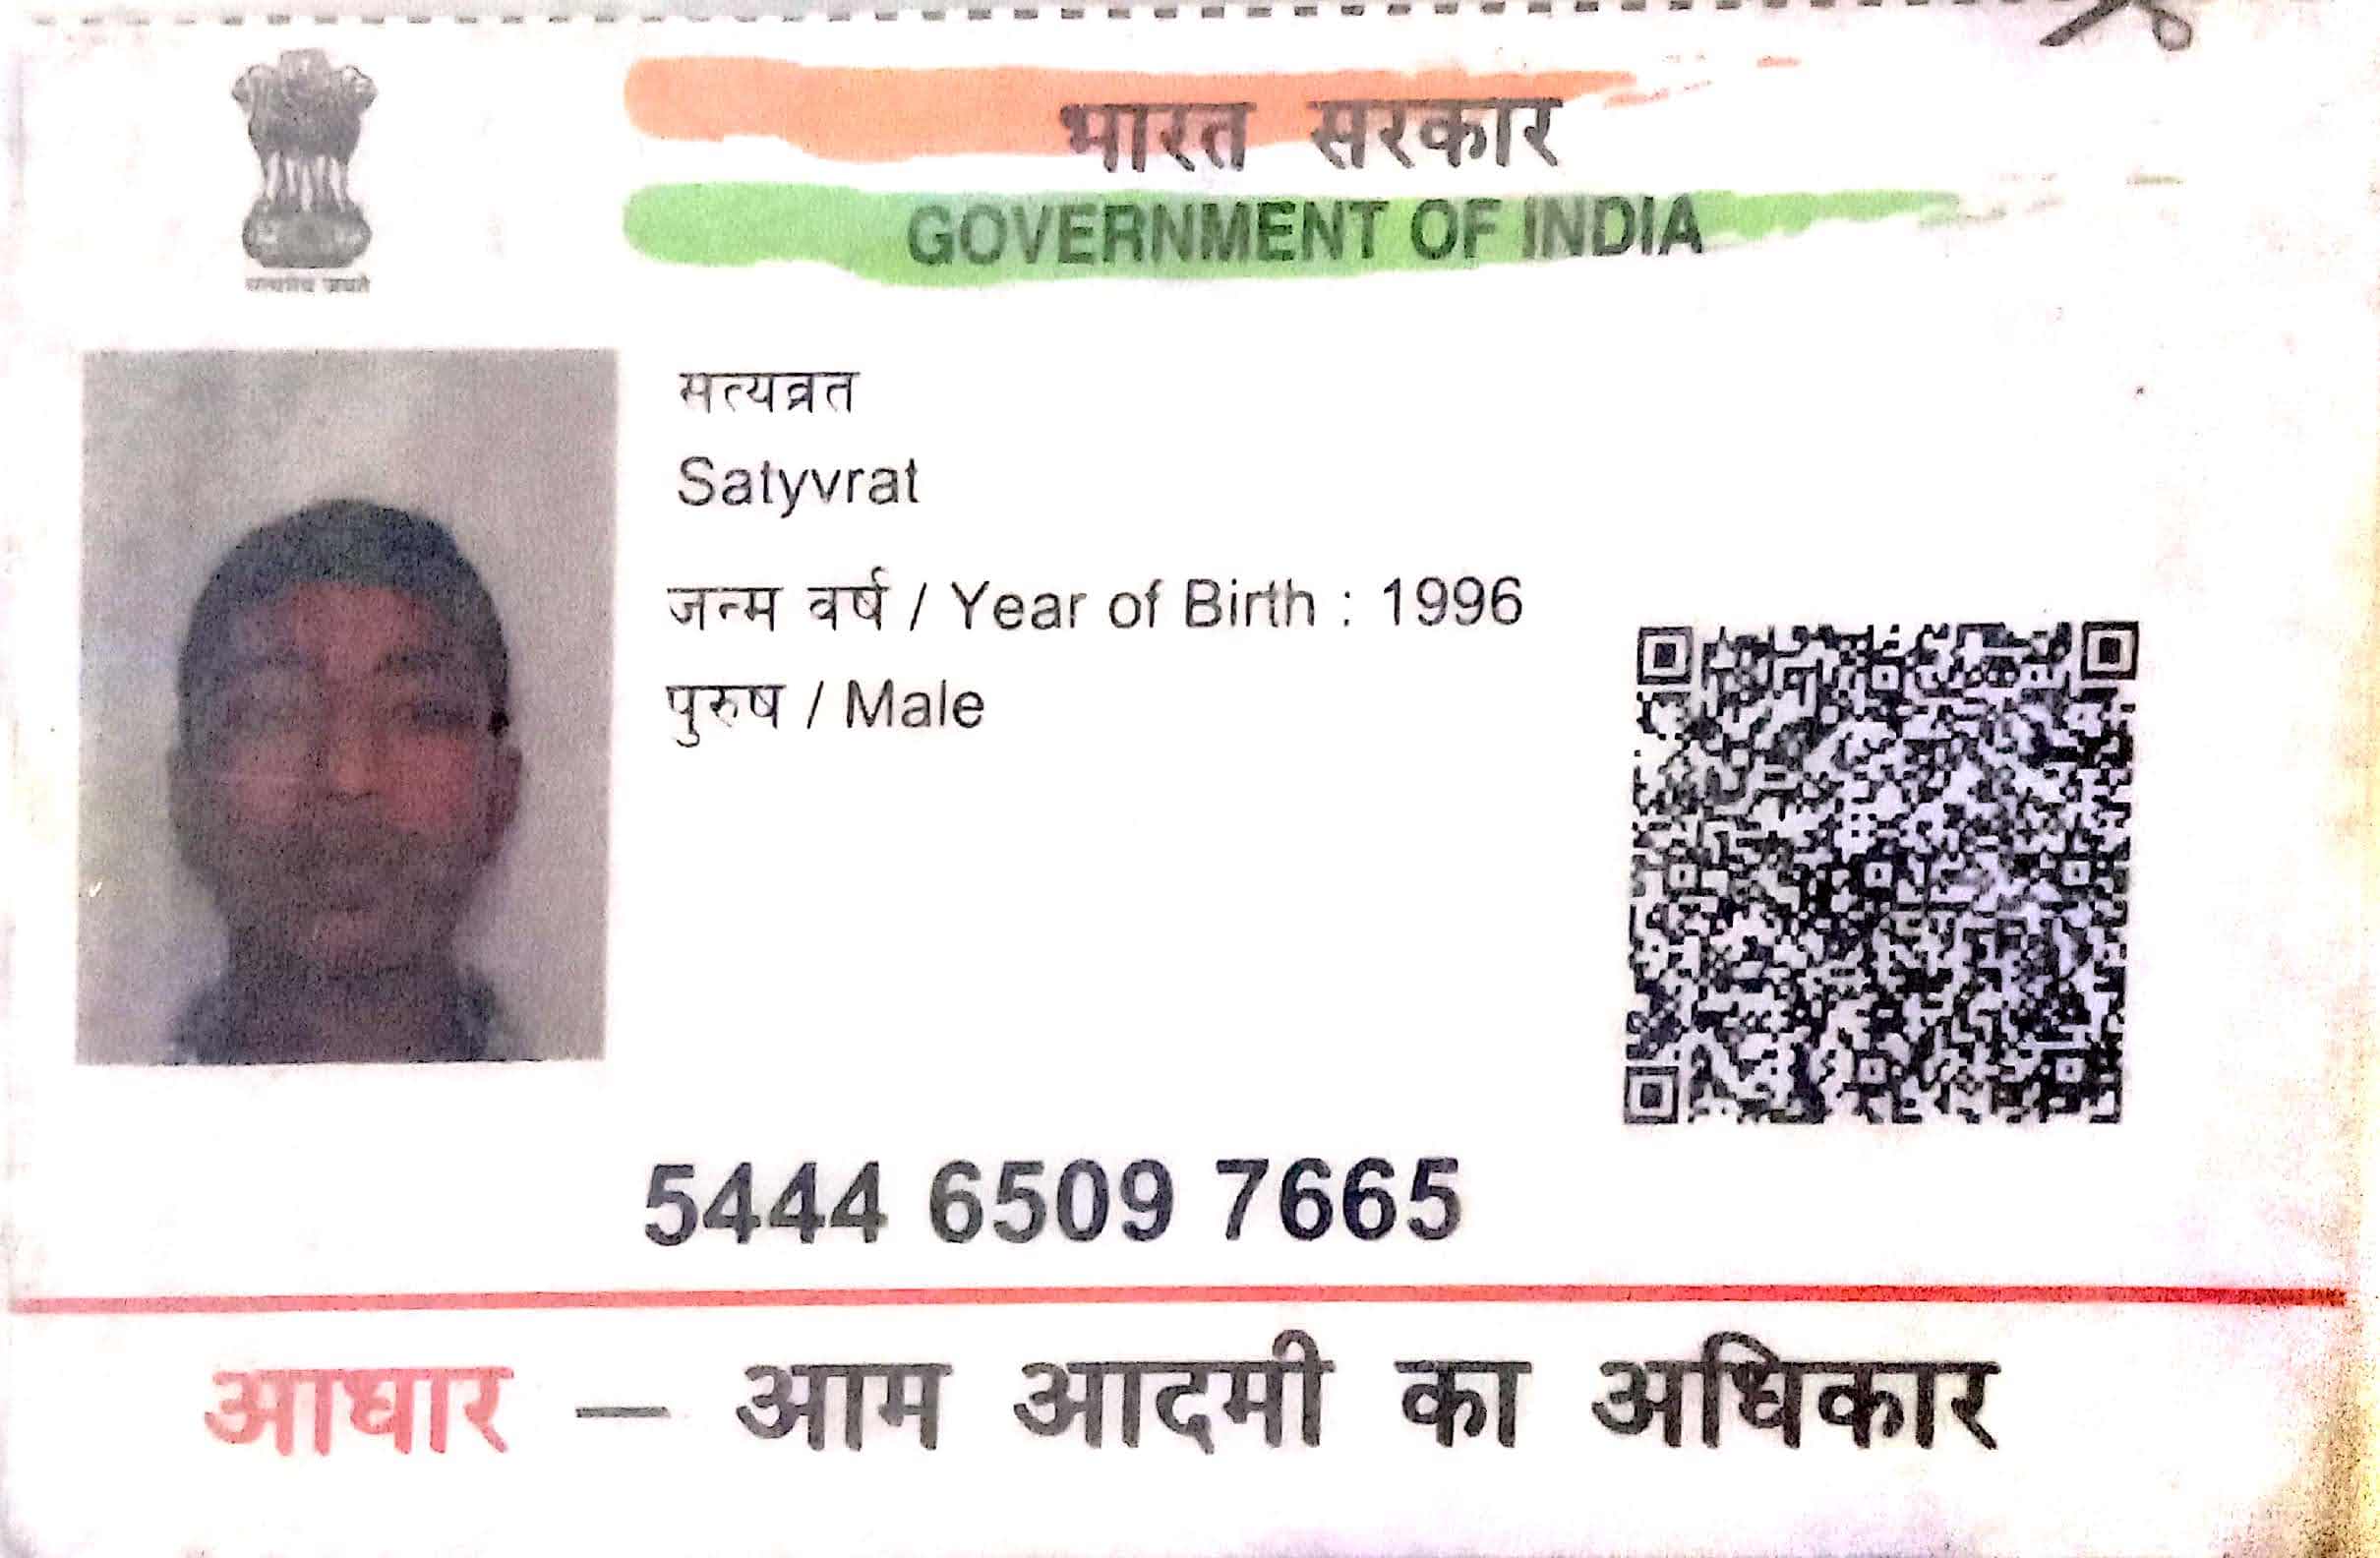 भारत सरकार
GOVERNMENT OF INDIA
सत्यमेव जयते
सत्यव्रत
Satyvrat
जन्म वर्ष / Year of Birth : 1996
पुरुष / Male
5444 6509 7665
आधार — आम आदमी का अधिकार